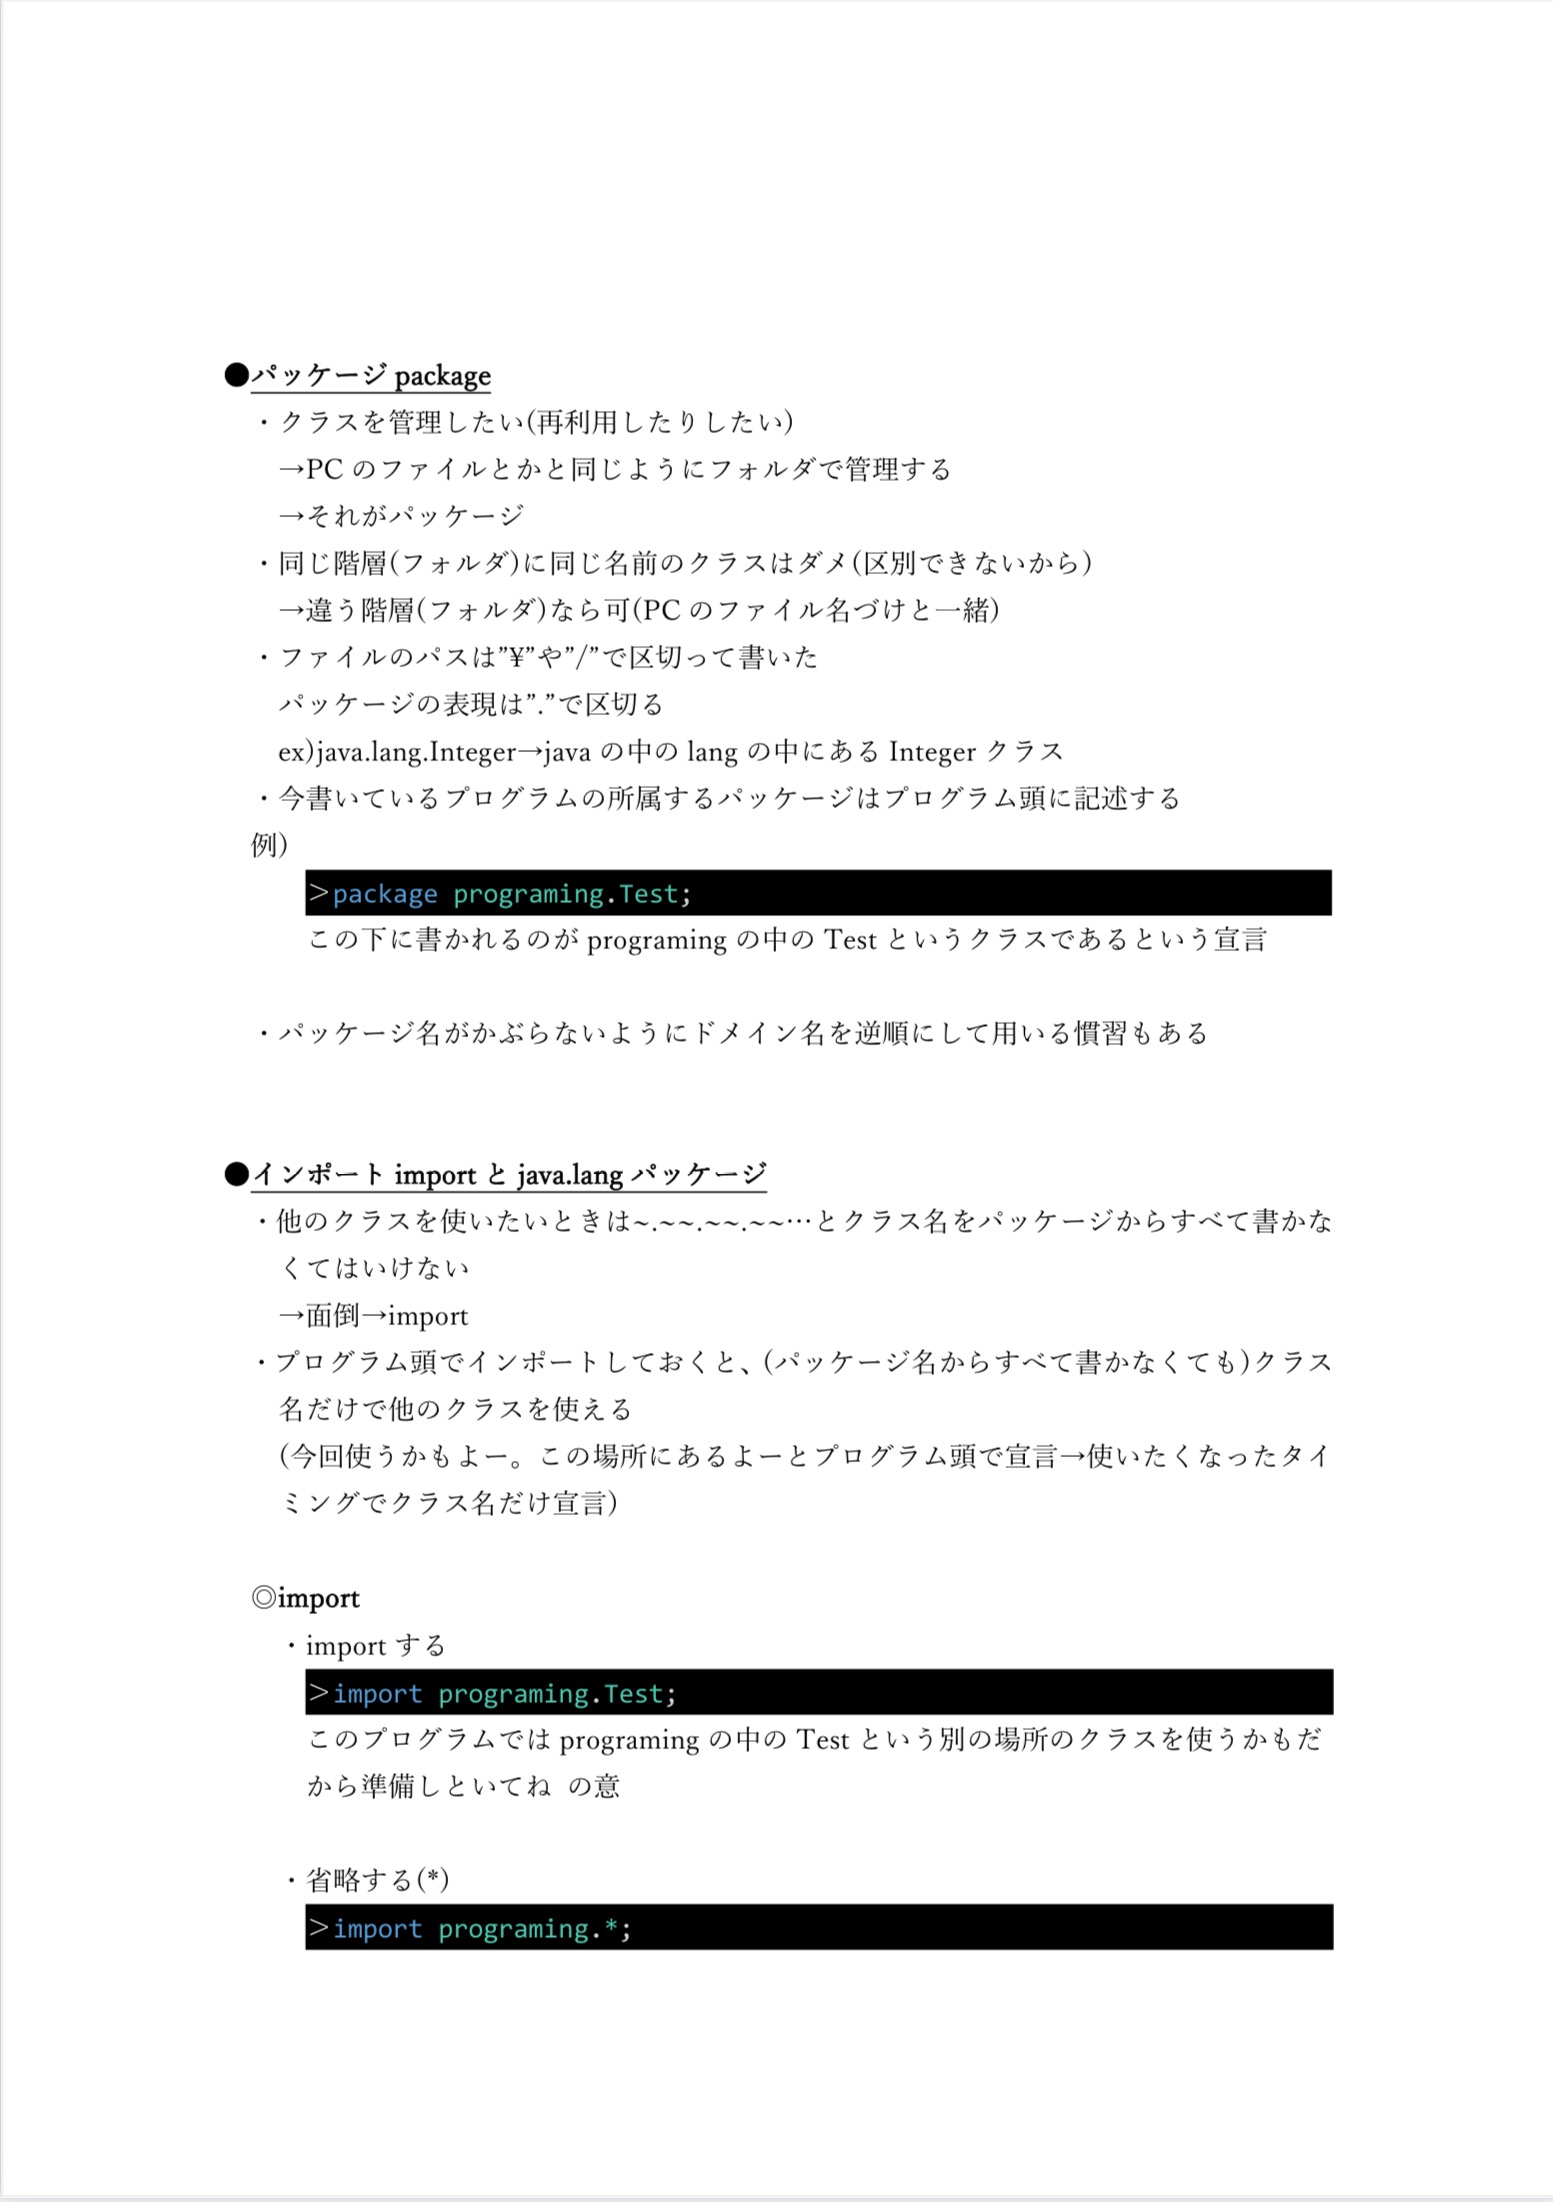 ●パッケージ package
・クラスを管理したい(再利用したりしたい)
→PC のファイルとかと同じようにフォルダで管理する
→それがパッケージ
・同じ階層(フォルダ)に同じ名前のクラスはダメ(区別できないから)
→違う階層(フォルダ)なら可(PC のファイル名づけと一緒)
・ファイルのパスは”¥”や”/”で区切って書いた
パッケージの表現は”.”で区切る
ex)java.lang.Integer→java の中の lang の中にある Integer クラス
・今書いているプログラムの所属するパッケージはプログラム頭に記述する
例)
>package programing.Test;
この下に書かれるのが programing の中の Test というクラスであるという宣言
・パッケージ名がかぶらないようにドメイン名を逆順にして用いる慣習もある
●インポート import と java.lang パッケージ
・他のクラスを使いたいときは~.~~.~~.~~…とクラス名をパッケージからすべて書かな
くてはいけない
→面倒→import
・プログラム頭でインポートしておくと、(パッケージ名からすべて書かなくても)クラス
名だけで他のクラスを使える
(今回使うかもよー。この場所にあるよーとプログラム頭で宣言→使いたくなったタイ
ミングでクラス名だけ宣言)
◎import
・import する
>import programing.Test;
このプログラムでは programing の中の Test という別の場所のクラスを使うかもだ
から準備しといてね の意
・省略する(*)
>import programing.*;